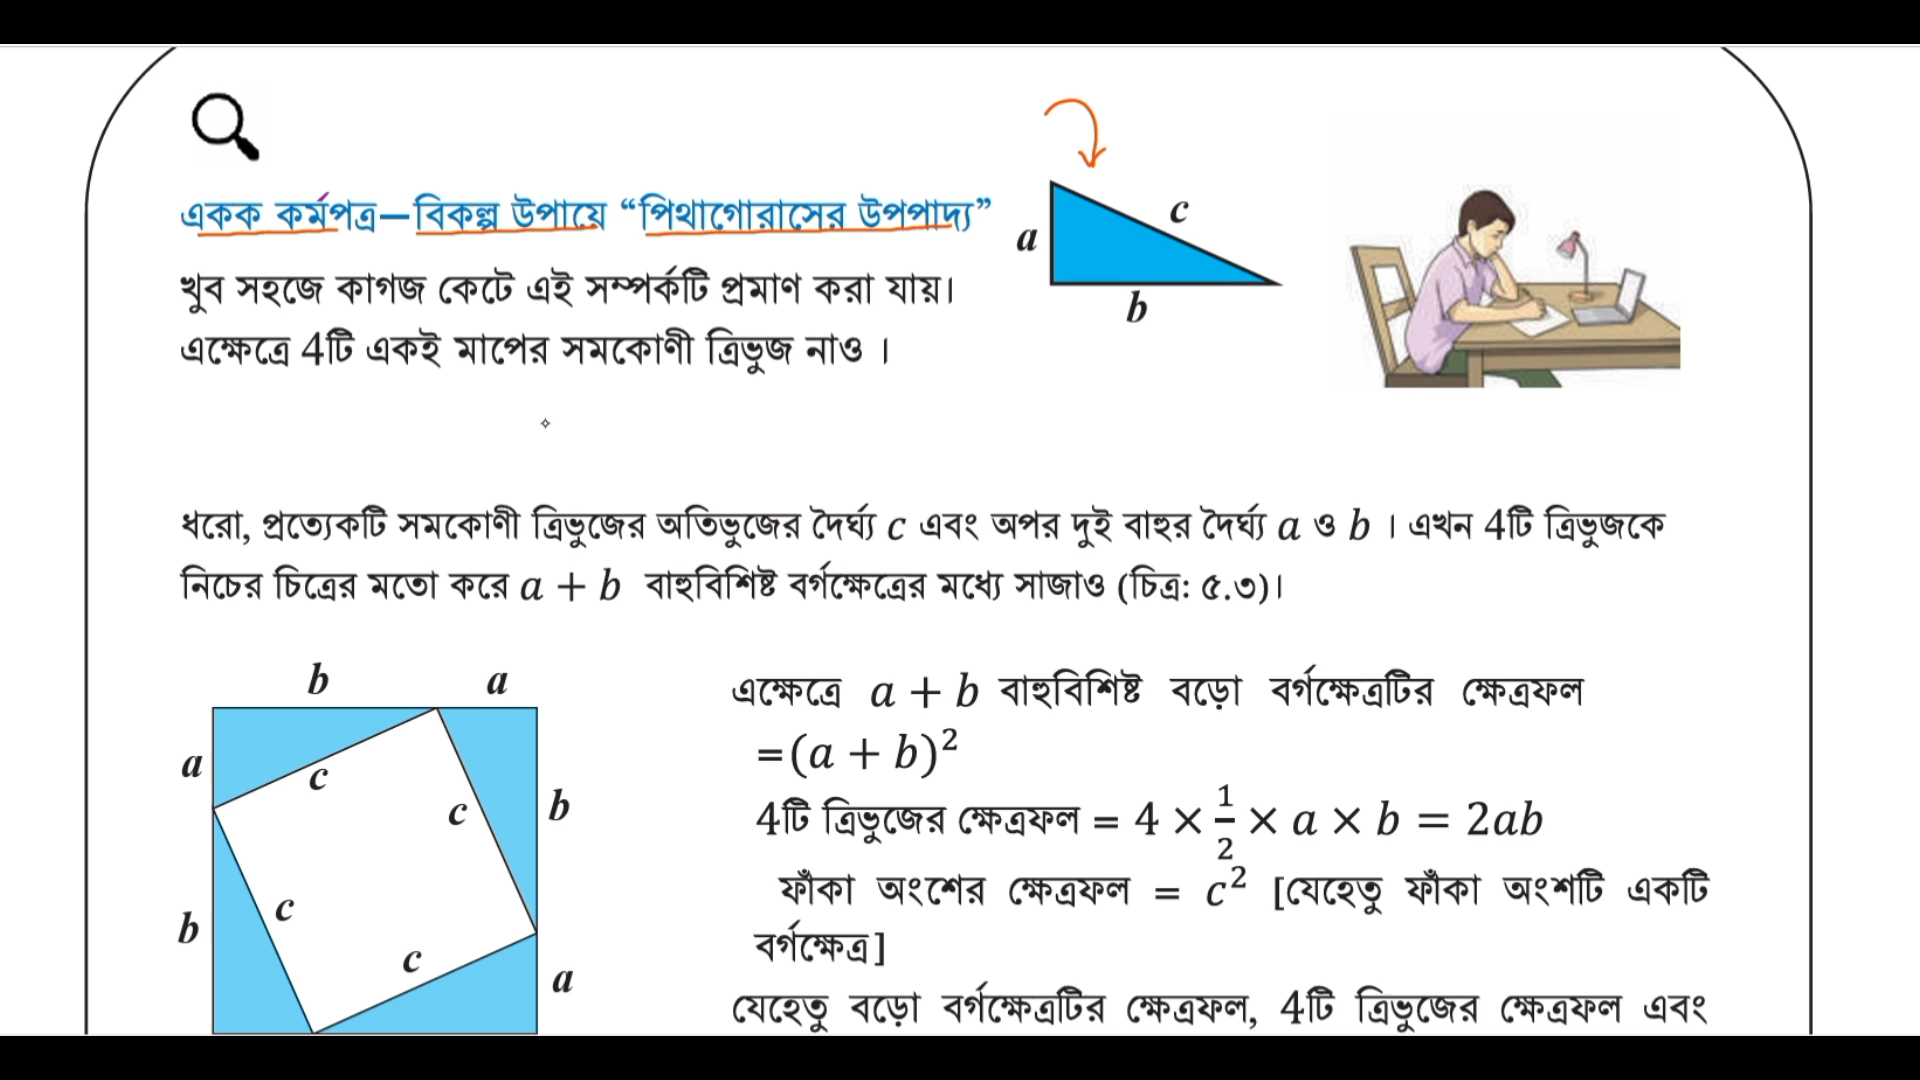 একক কর্মপত্র—বিকল্প উপায়ে “পিথাগোরাসের উপপাদ্য”
খুব সহজে কাগজ কেটে এই সম্পর্কটি প্রমাণ করা যায়।
এক্ষেত্রে 4টি একই মাপের সমকোণী ত্রিভুজ নাও ।
a
c
b
ধরো, প্রত্যেকটি সমকোণী ত্রিভুজের অতিভুজের দৈর্ঘ্য c এবং অপর দুই বাহুর দৈর্ঘ্য a ও b । এখন 4টি ত্রিভুজকে
নিচের চিত্রের মতো করে a + b বাহুবিশিষ্ট বর্গক্ষেত্রের মধ্যে সাজাও (চিত্র: ৫.৩)।
b a
a
c
c
b
c
b
c
a
এক্ষেত্রে a + b বাহুবিশিষ্ট বড়ো বর্গক্ষেত্রটির ক্ষেত্রফল
=(a + b)²
4টি ত্রিভুজের ক্ষেত্রফল = 4 × 1/2 × a × b = 2ab
ফাঁকা অংশের ক্ষেত্রফল = c² [যেহেতু ফাঁকা অংশটি একটি
বর্গক্ষেত্র]
যেহেতু বড়ো বর্গক্ষেত্রটির ক্ষেত্রফল, 4টি ত্রিভুজের ক্ষেত্রফল এবং